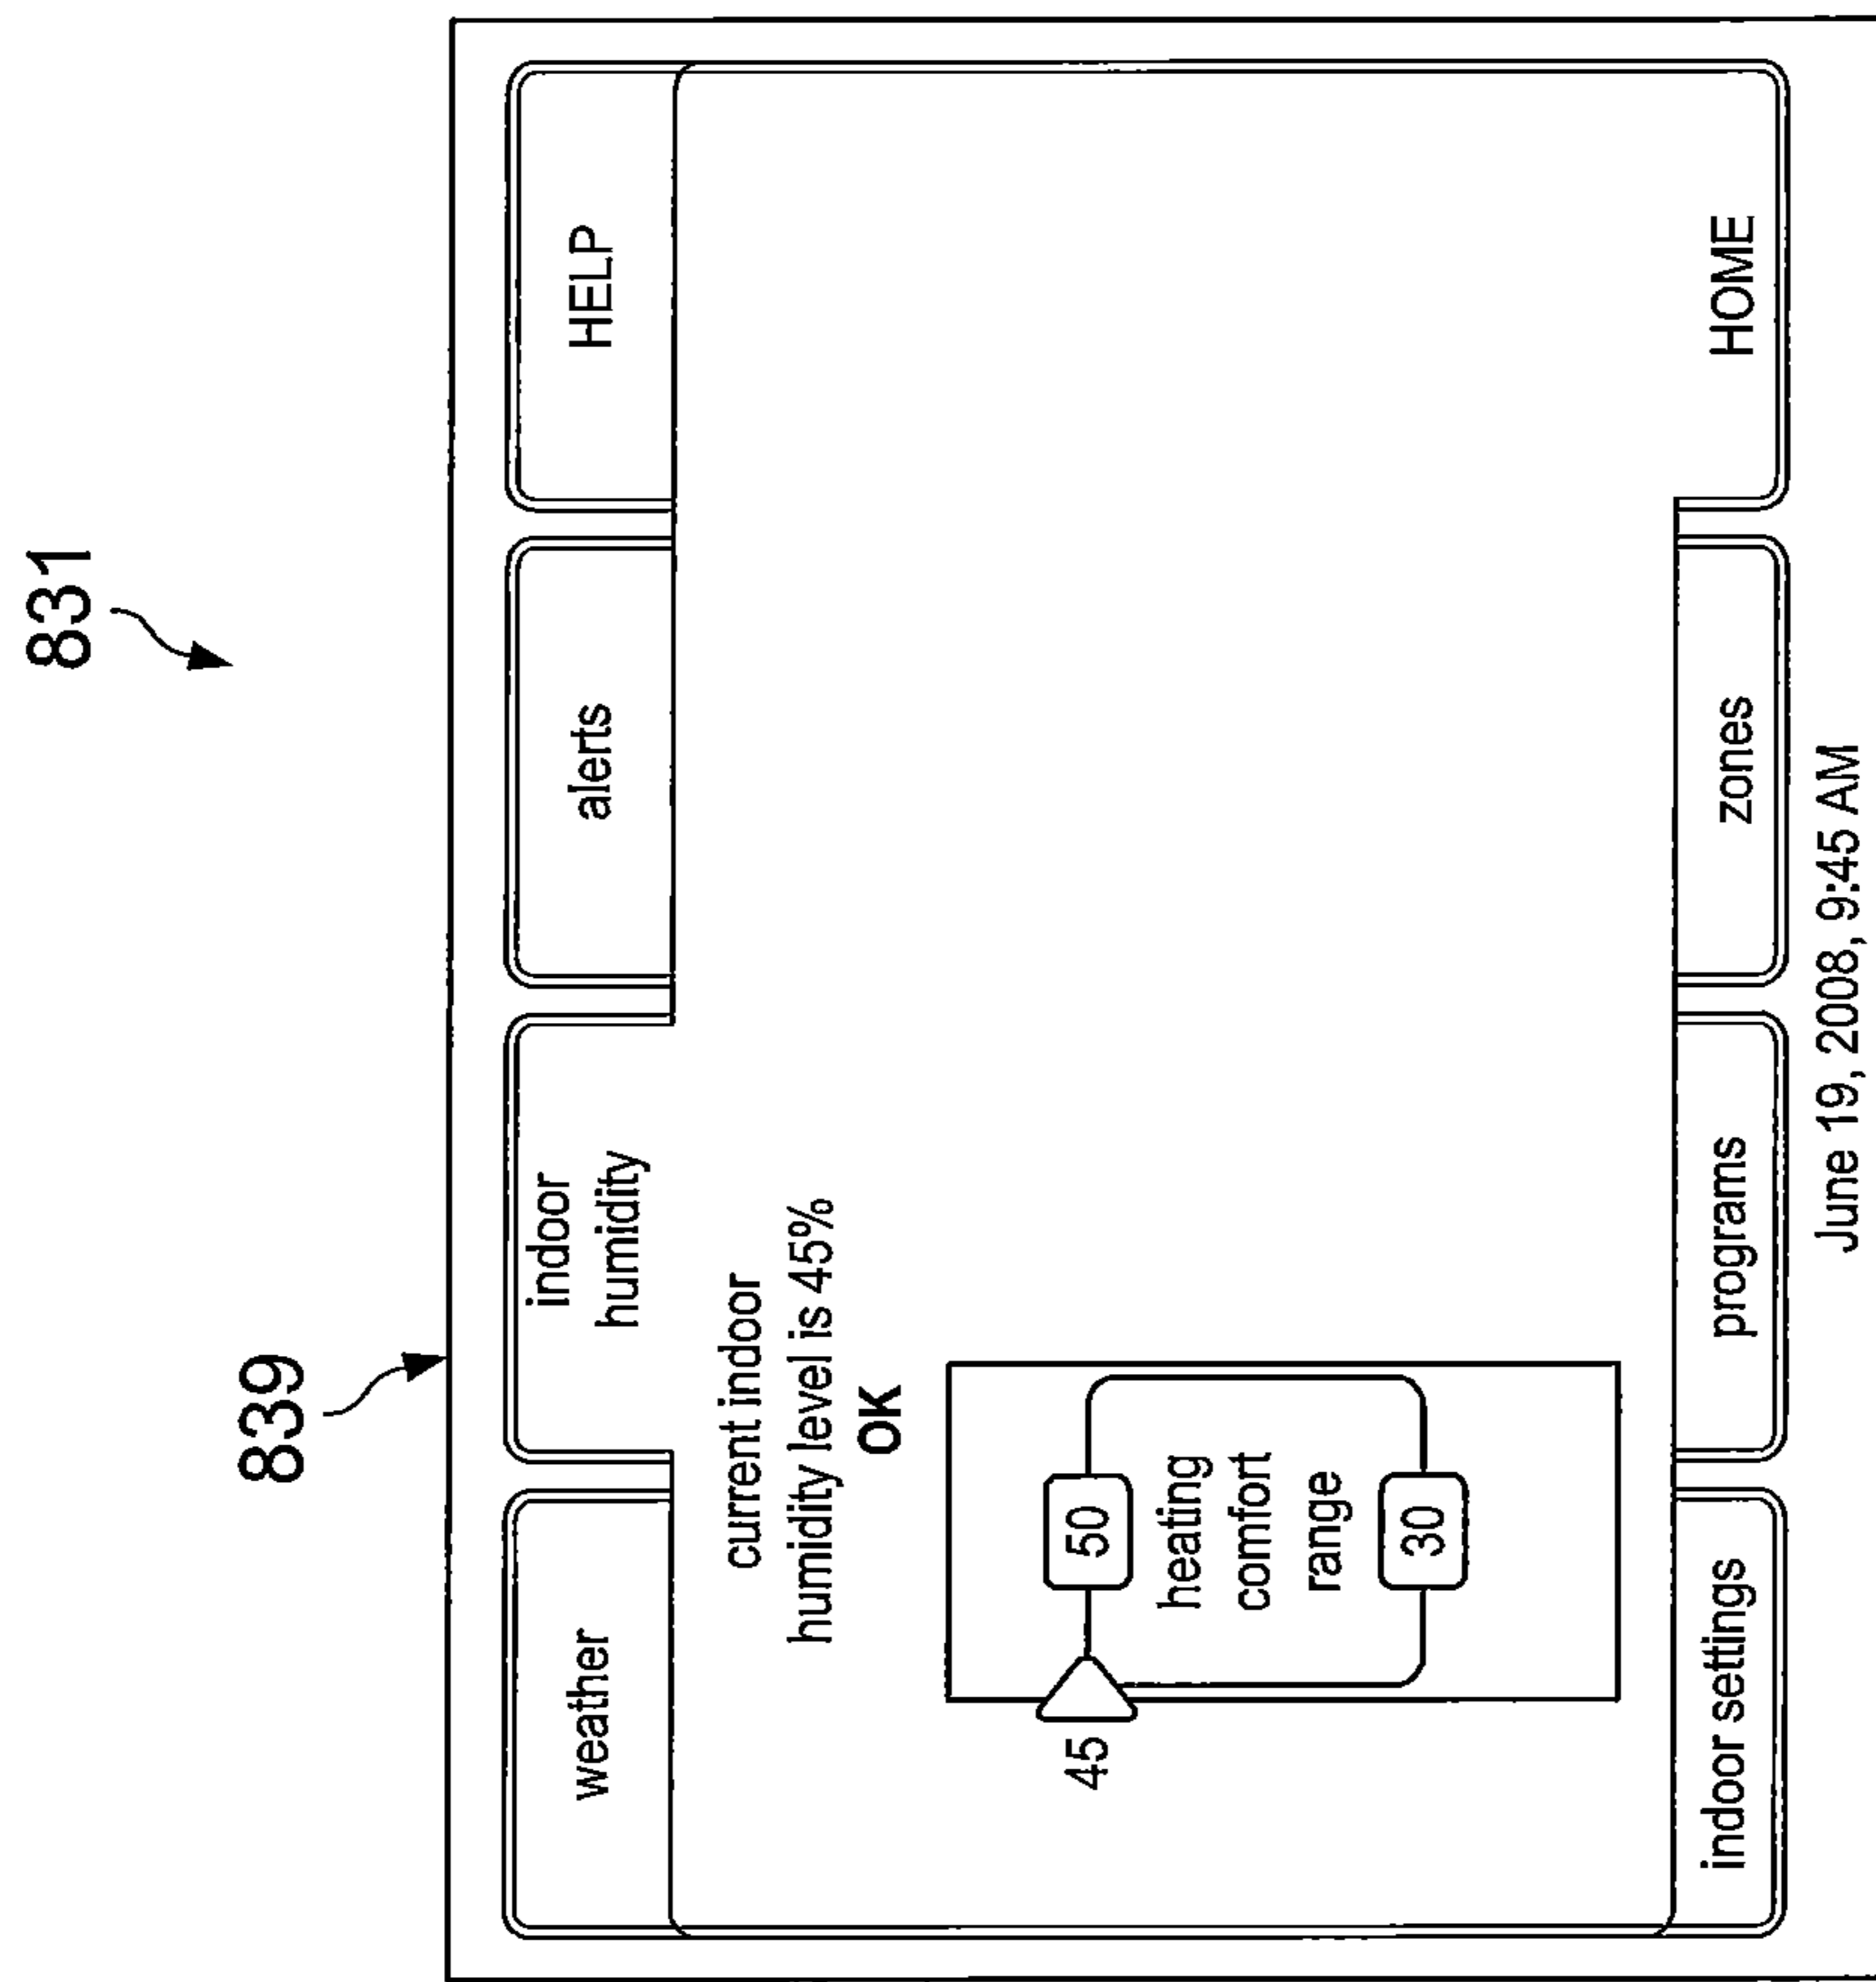 831
839
weather
indoor
humidity
alerts
HELP
current indoor
humidity level is 45%
OK
45
50
heating
comfort
range
30
indoor settings
programs
zones
HOME
June 19, 2008, 9:45 AM